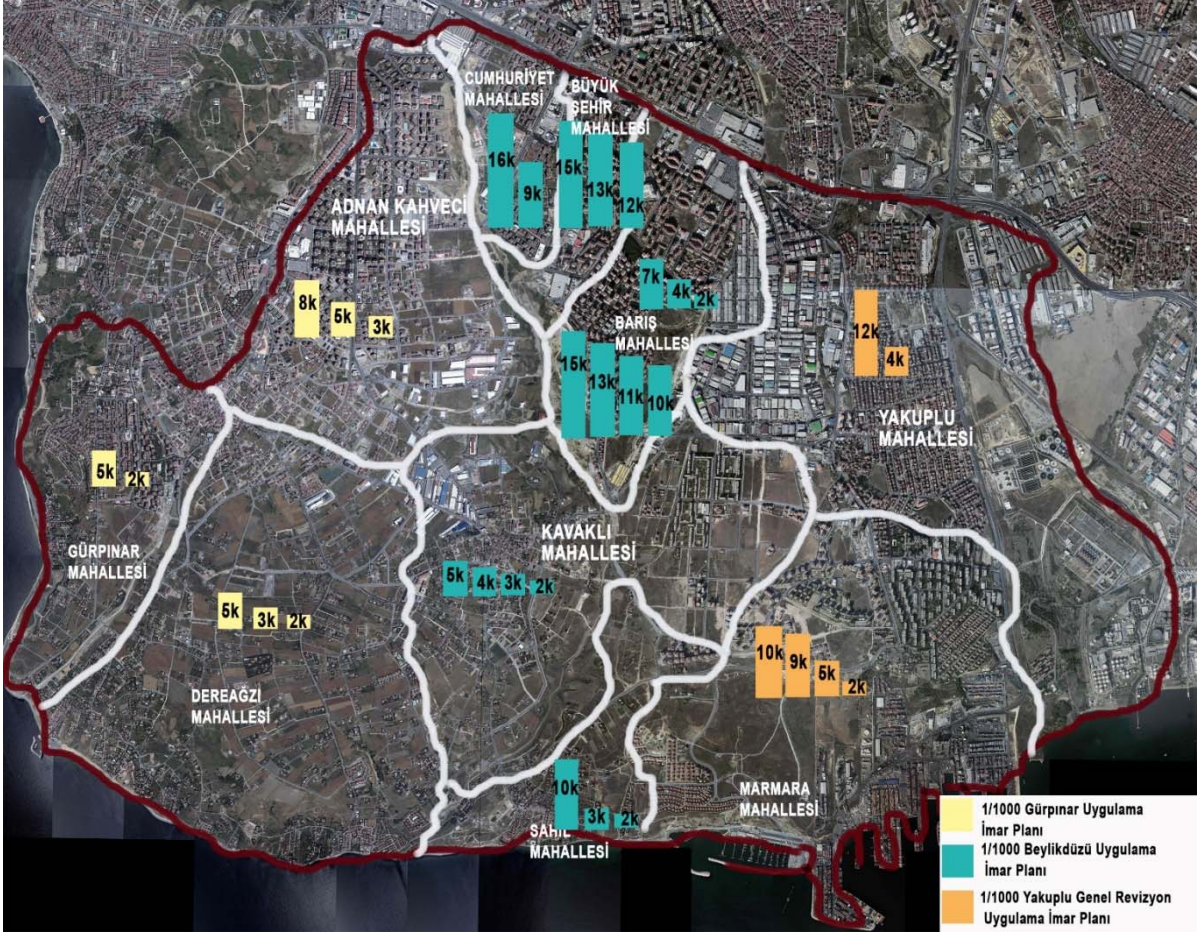 CUMHURİYET
MAHALLESİ
BÜYÜK
ŞEHİR
MAHALLESİ
16k
9k
15k
13k
12k
ADNAN KAHVECİ
MAHALLESİ
8k
5k
3k
7k
4k
2k
BARIŞ
MAHALLESİ
15k
13k
11k
10k
12k
4k
YAKUPLU
MAHALLESİ
5k
2k
GÜRPINAR
MAHALLESİ
KAVAKLI
MAHALLESİ
5k
4k
3k
2k
5k
3k
2k
DEREAĞZI
MAHALLESİ
10k
9k
5k
2k
10k
3k
2k
SAHİL
MAHALLESİ
MARMARA
MAHALLESİ
1/1000 Gürpınar Uygulama
İmar Planı
1/1000 Beylikdüzü Uygulama
İmar Planı
1/1000 Yakuplu Genel Revizyon
Uygulama İmar Planı